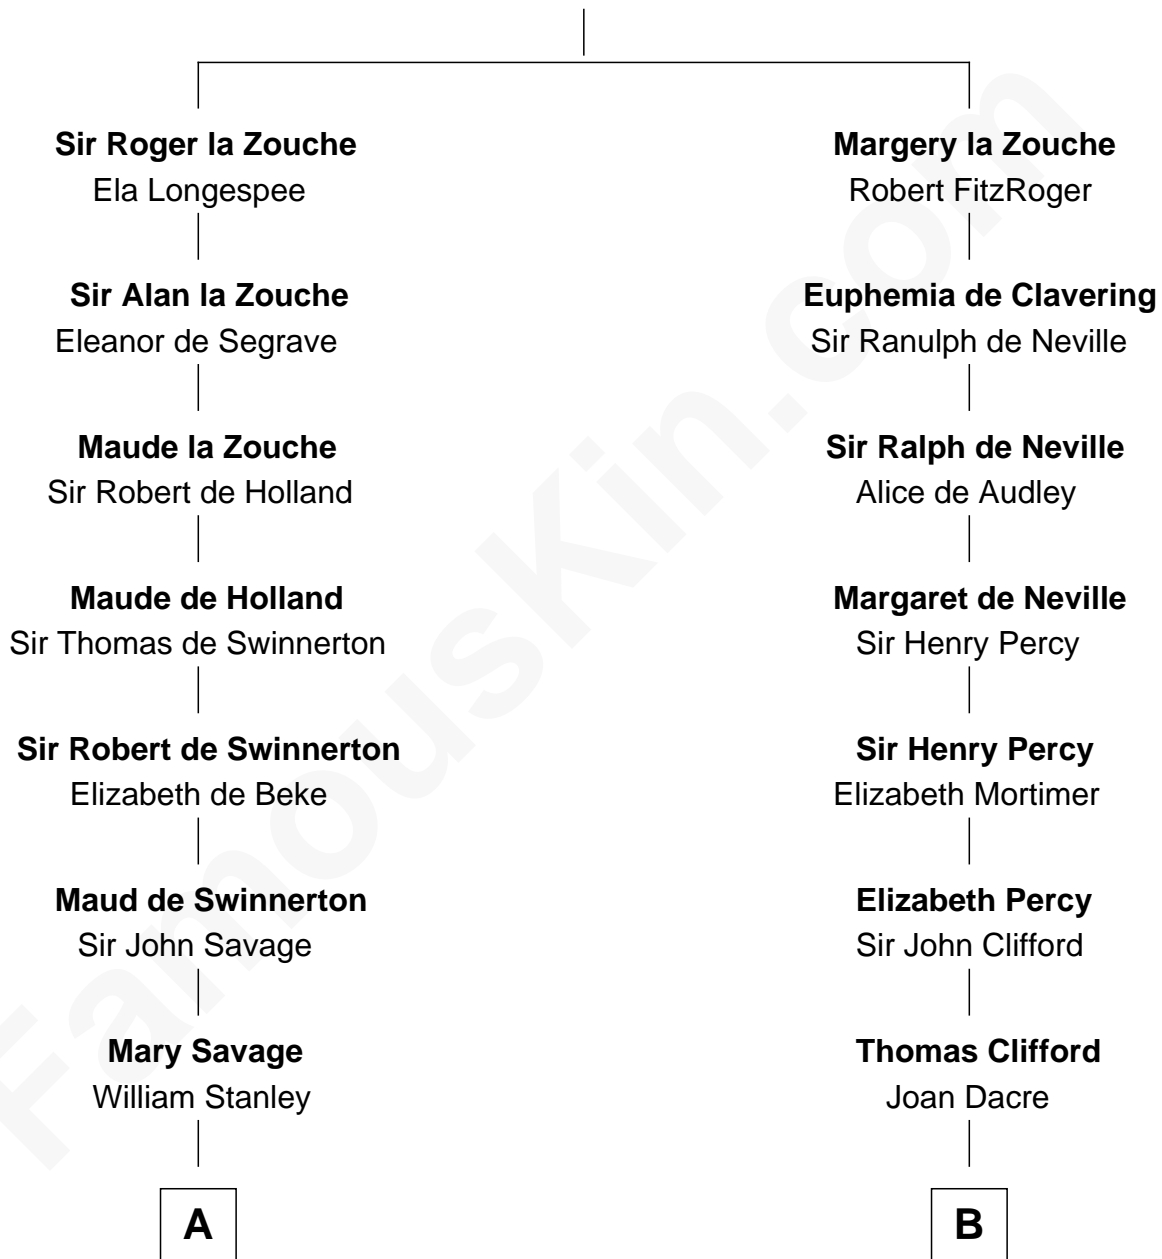 Sir Roger la Zouche
Ela Longespee
Sir Alan la Zouche
Eleanor de Segrave
Maude la Zouche
Sir Robert de Holland
Maude de Holland
Sir Thomas de Swinnerton
Sir Robert de Swinnerton
Elizabeth de Beke
Maud de Swinnerton
Sir John Savage
Mary Savage
William Stanley
A
Margery la Zouche
Robert FitzRoger
Euphemia de Clavering
Sir Ranulph de Neville
Sir Ralph de Neville
Alice de Audley
Margaret de Neville
Sir Henry Percy
Sir Henry Percy
Elizabeth Mortimer
Elizabeth Percy
Sir John Clifford
Thomas Clifford
Joan Dacre
B
FamousKin.com